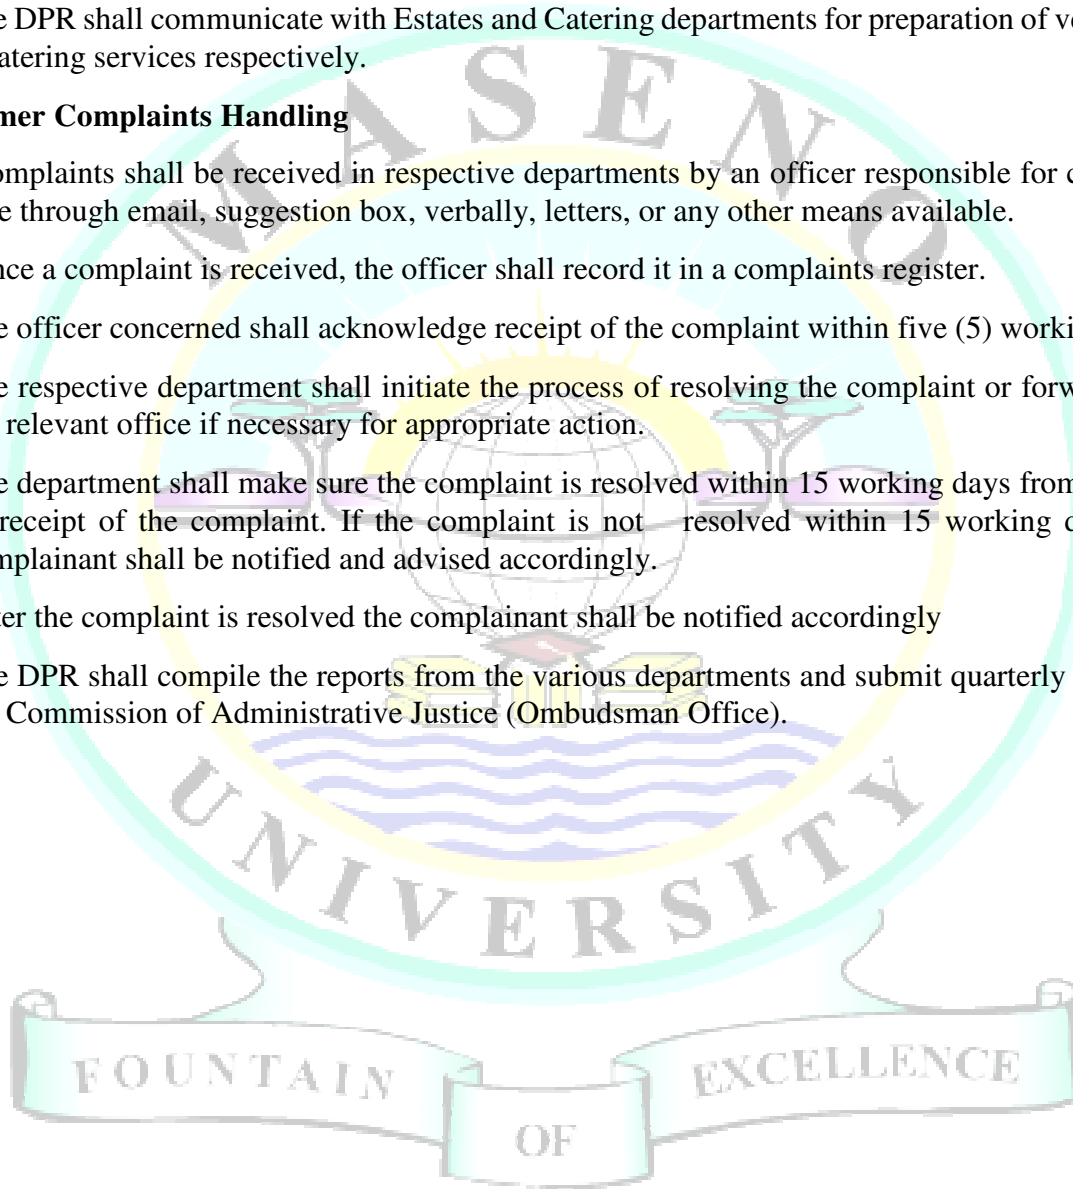 e DPR shall communicate with Estates and Catering departments for preparation of ve
atering services respectively.
mer Complaints Handling
omplaints shall be received in respective departments by an officer responsible for c
e through email, suggestion box, verbally, letters, or any other means available.
nce a complaint is received, the officer shall record it in a complaints register.
e officer concerned shall acknowledge receipt of the complaint within five (5) worki
e respective department shall initiate the process of resolving the complaint or forw
relevant office if necessary for appropriate action.
e department shall make sure the complaint is resolved within 15 working days from
receipt of the complaint. If the complaint is not resolved within 15 working d
mplainant shall be notified and advised accordingly.
ter the complaint is resolved the complainant shall be notified accordingly
e DPR shall compile the reports from the various departments and submit quarterly
Commission of Administrative Justice (Ombudsman Office).
MASENO
UNIVERSITY
FOUNTAIN
OF
EXCELLENCE